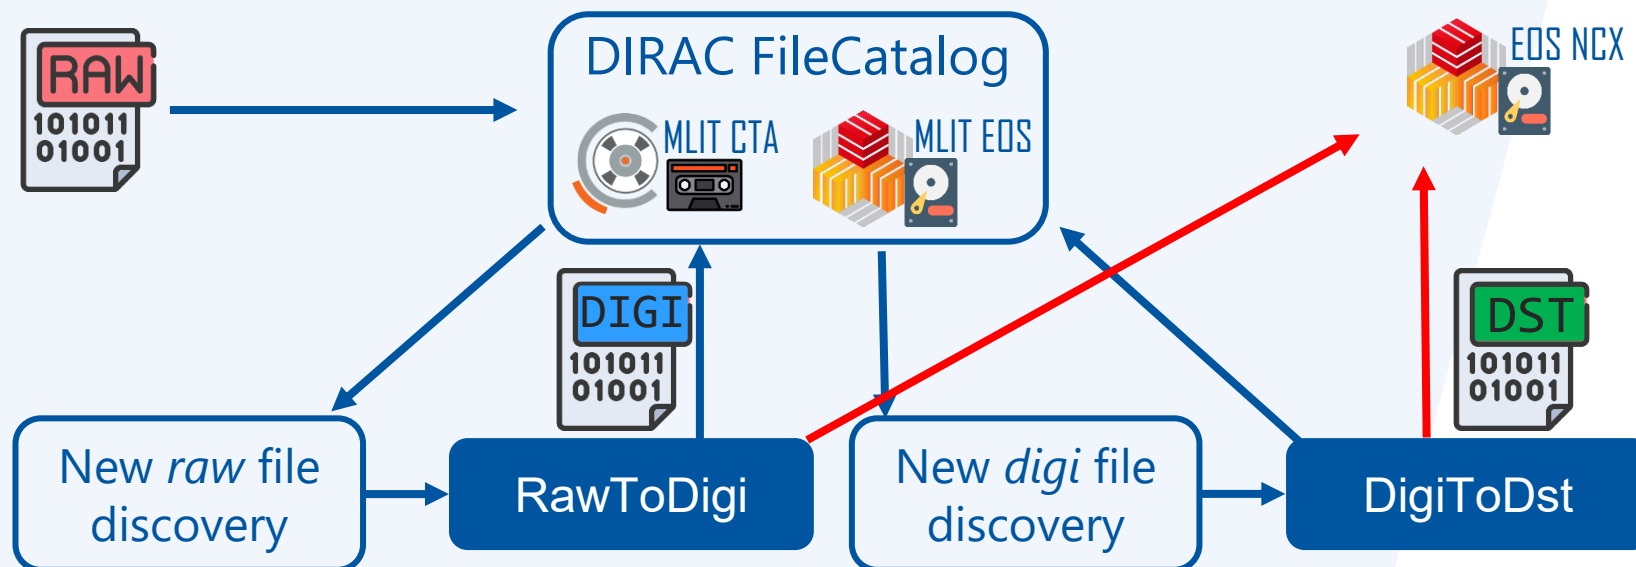 RAW
101011
01001
DIRAC FileCatalog
MLIT CTA
MLIT EOS
EOS NCX
DIGI
101011
01001
DST
101011
01001
New raw file
discovery
RawToDigi
New digi file
discovery
DigiToDst